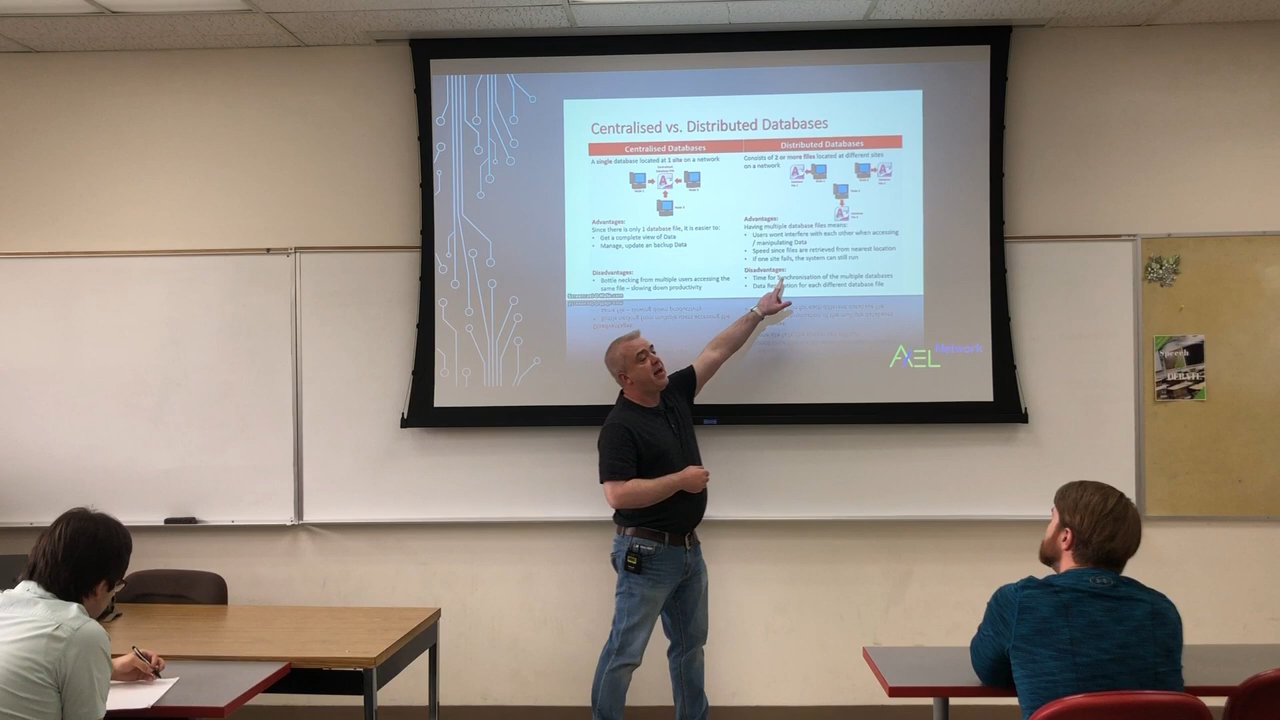 Centralised vs. Distributed Databases
Centralised Databases
A single database located at 1 site on a network
Advantages:
Since there is only 1 database file, it is easier to:
• Get a complete view of Data
• Manage, update an backup Data
Disadvantages:
• Bottle necking from multiple users accessing the
same file – slowing down productivity
Distributed Databases
Consists of 2 or more files located at different sites
on a network
Advantages:
Having multiple database files means:
• Users wont interfere with each other when accessing
/ manipulating Data
• Speed since files are retrieved from nearest location
• If one site fails, the system can still run
Disadvantages:
• Time for Synchronisation of the multiple databases
• Data for each different database file
AXEL Network
Speech
DEBATE